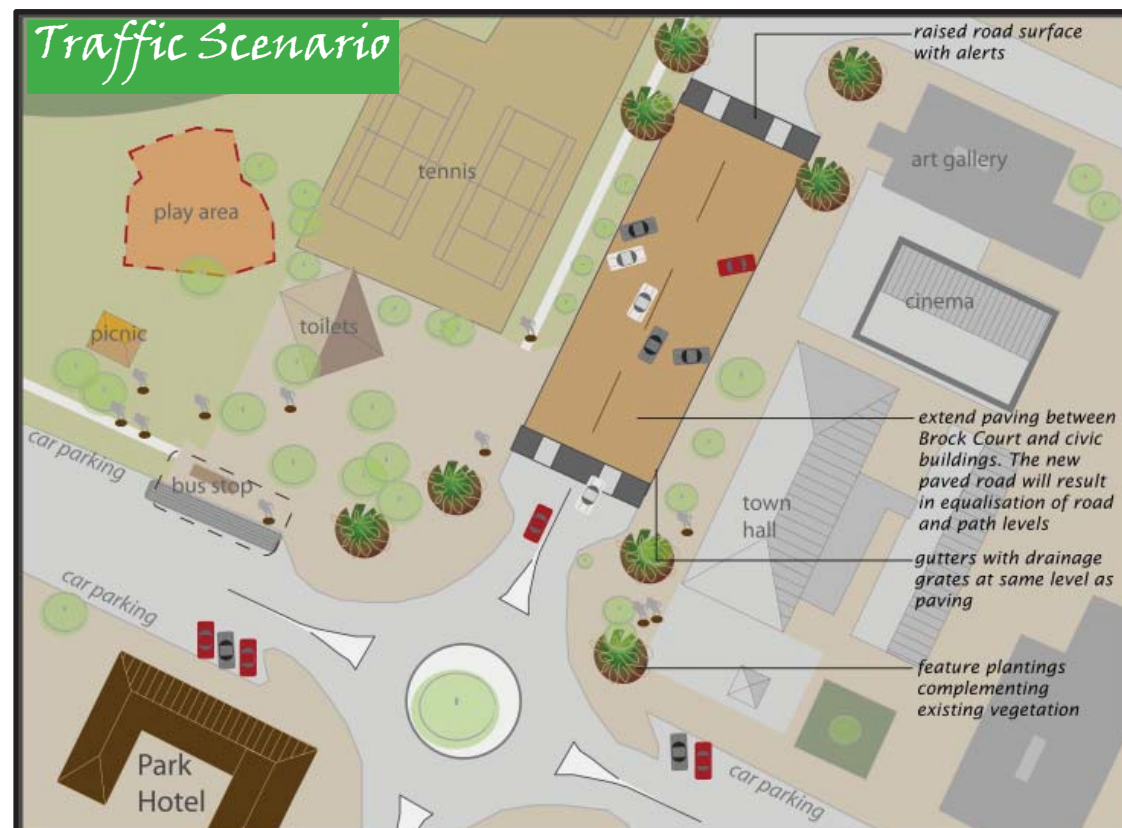 Traffic Scenario
raised road surface
with alerts
art gallery
tennis
play area
cinema
toilets
picnic
extend paving between
Brock Court and civic
buildings. The new
paved road will result
in equalisation of road
and path levels
car parking
bus stop
town
hall
gutters with drainage
grates at same level as
paving
car parking
feature plantings
complementing
existing vegetation
Park
Hotel
car parking